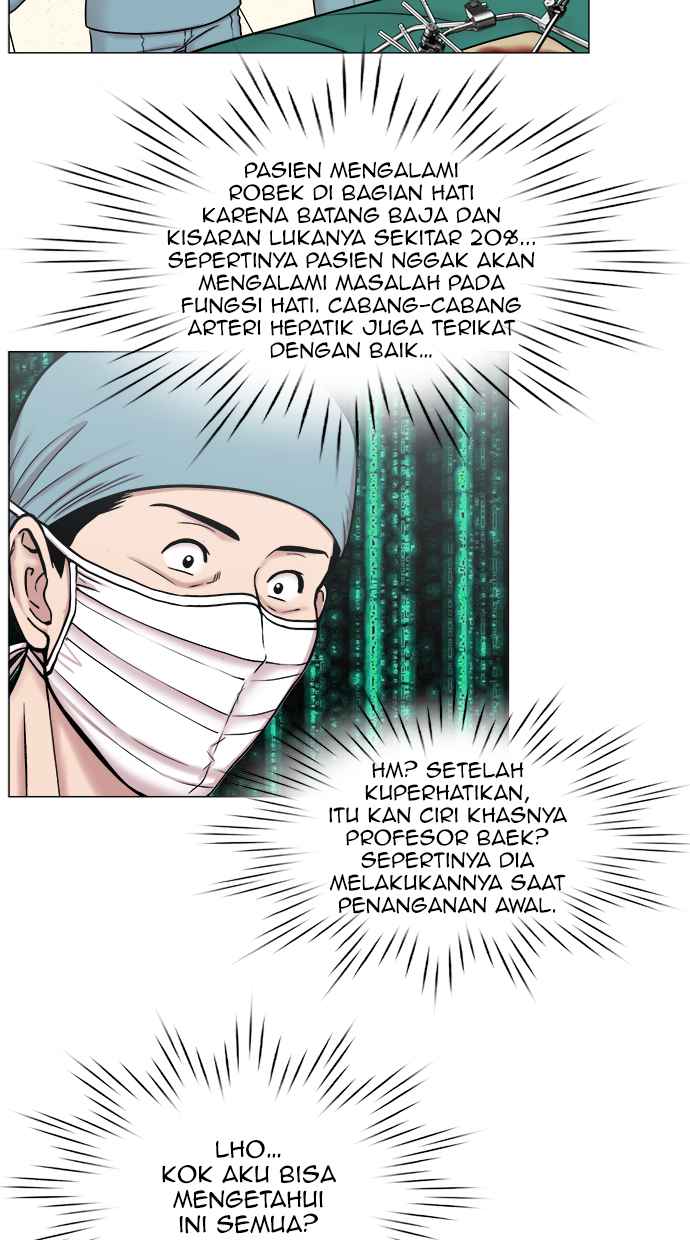 PASIEN MENGALAMI
ROBEK DI BAGIAN HATI
KARENA BATANG BAJA DAN
KISARAN LUKANYA SEKITAR 20%...
SEPERTINYA PASIEN NGGAK AKAN
MENGALAMI MASALAH PADA
FUNGSI HATI. CABANG-CABANG
ARTERI HEPATIK JUGA TERIKAT
DENGAN BAIK...
HM? SETELAH
KUPERHATIKAN,
ITU KAN CIRI KHASNYA
PROFESOR BAEK?
SEPERTINYA DIA
MELAKUKANNYA SAAT
PENANGANAN AWAL.
LHO...
KOK AKU BISA
MENGETAHUI
INI SEMUA?